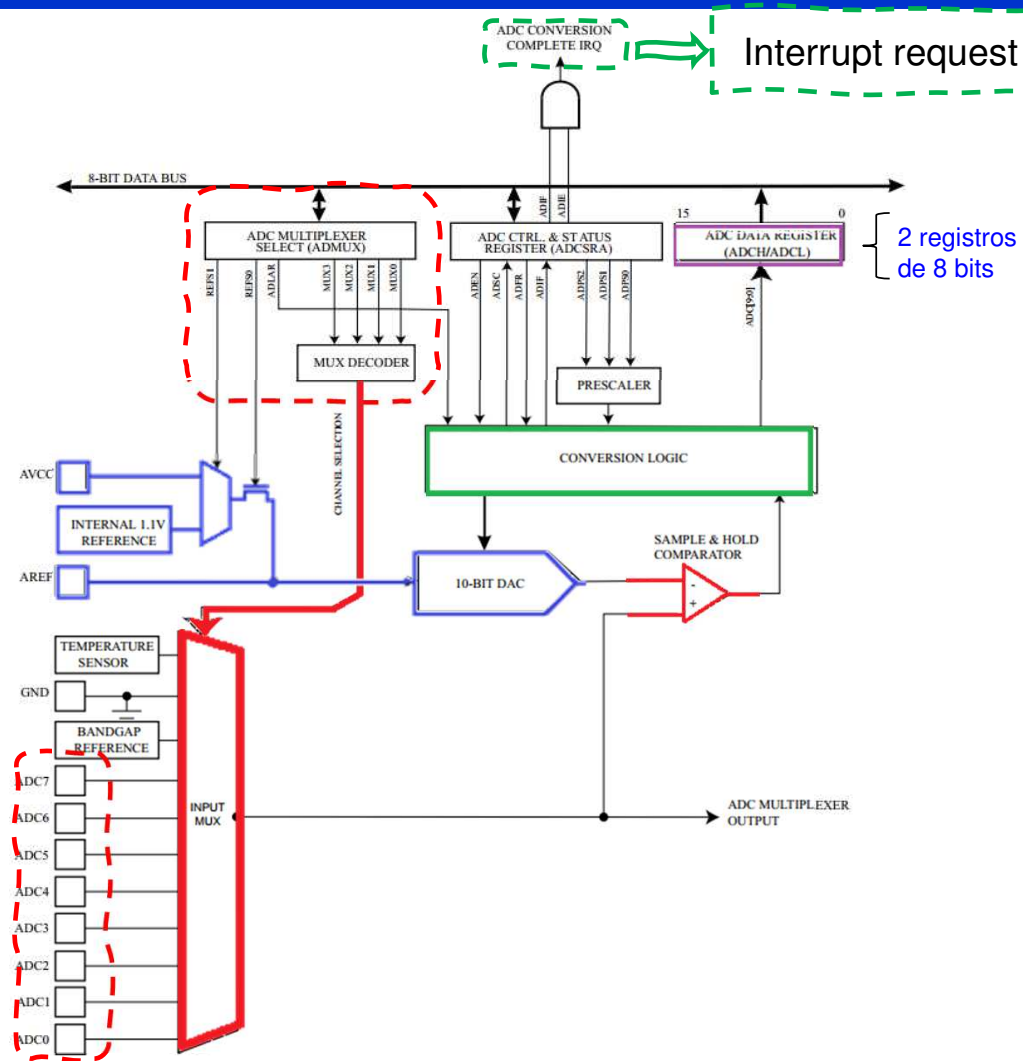 ADC CONVERSION
COMPLETE IRQ
Interrupt request
8-BIT DATA BUS
ADIF
ADIE
15
0
ADC MULTIPLEXER
SELECT (ADMUX)
ADC CTRL. & STATUS
REGISTER (ADCSRA)
ADC DATA REGISTER
(ADCH/ADCL)
2 registros
de 8 bits
REFS1
REFS0
ADLAR
MUX3
MUX2
MUX1
MUX0
ADEN
ADSC
ADFR
ADIF
ADPS2
ADPS1
ADPS0
ADC[9:0]
MUX DECODER
PRESCALER
CHANNEL SELECTION
CONVERSION LOGIC
AVCC
INTERNAL 1.1V
REFERENCE
SAMPLE & HOLD
COMPARATOR
AREF
10-BIT DAC
-
+
TEMPERATURE
SENSOR
GND
BANDGAP
REFERENCE
ADC7
ADC6
ADC5
ADC4
ADC3
ADC2
ADC1
ADC0
INPUT
MUX
ADC MULTIPLEXER
OUTPUT